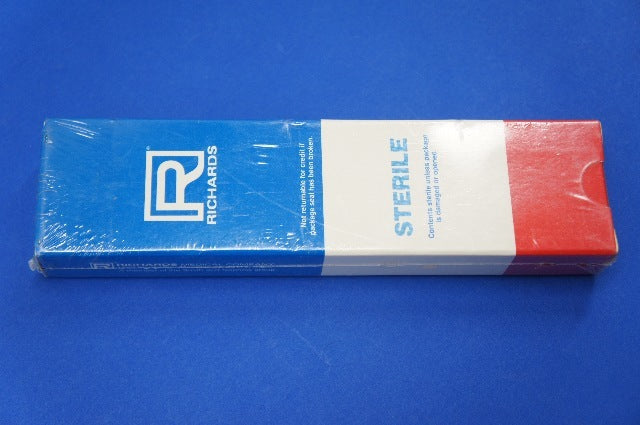 R
®
RICHARDS
Not returnable for credit if
package seal has been broken.
STERILE
Contents sterile unless package
is damaged or opened.
R RICHARDS